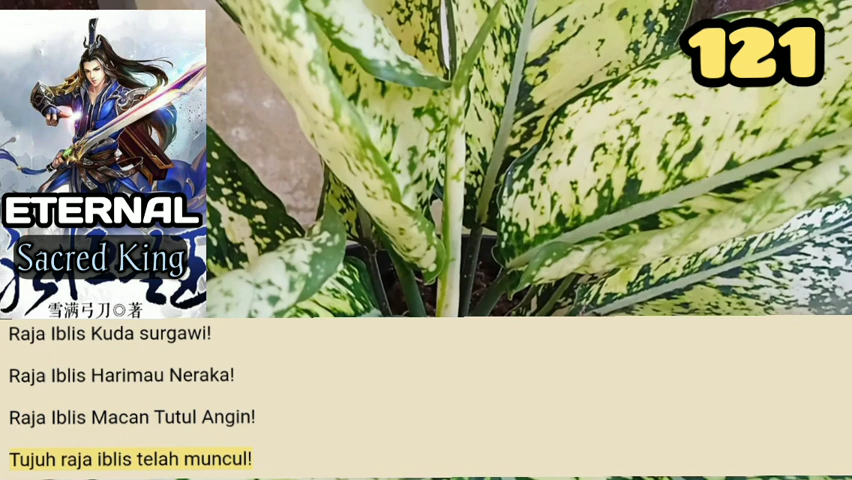 121
ETERNAL
Sacred King
雪满弓刀◎著
Raja Iblis Kuda surgawi!
Raja Iblis Harimau Neraka!
Raja Iblis Macan Tutul Angin!
Tujuh raja iblis telah muncul!